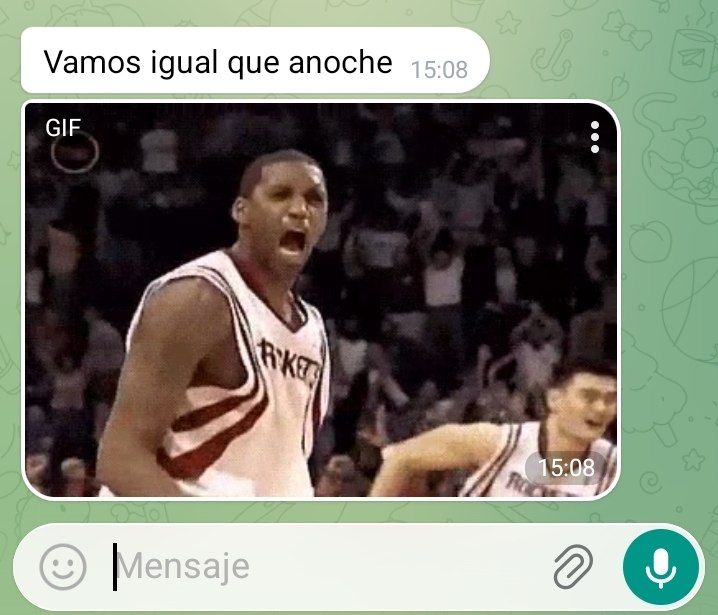 Vamos igual que anoche 15:08
GIF
ROCKETS
15:08
Mensaje